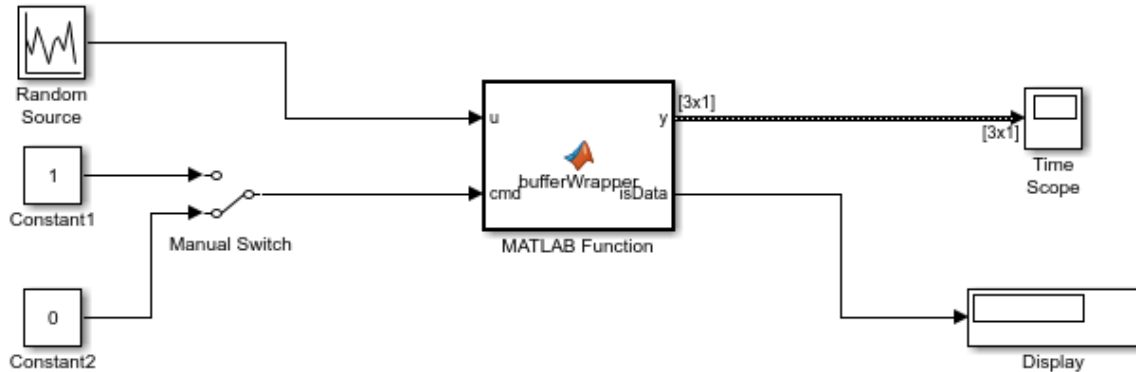 Random
Source
1
Constant1
Manual Switch
0
Constant2
u
cmd
bufferWrapper
y
isData
MATLAB Function
[3x1]
[3x1]
Time
Scope
Display